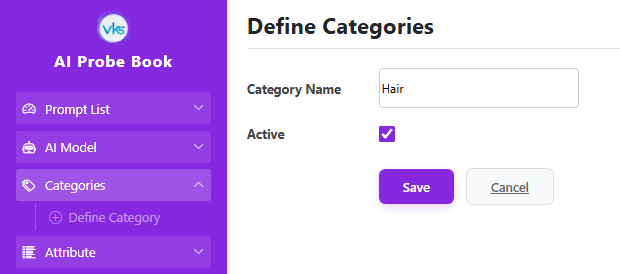 vks
AI Probe Book
Prompt List
AI Model
Categories
Define Category
Attribute
Define Categories
Category Name
Hair
Active
Save
Cancel